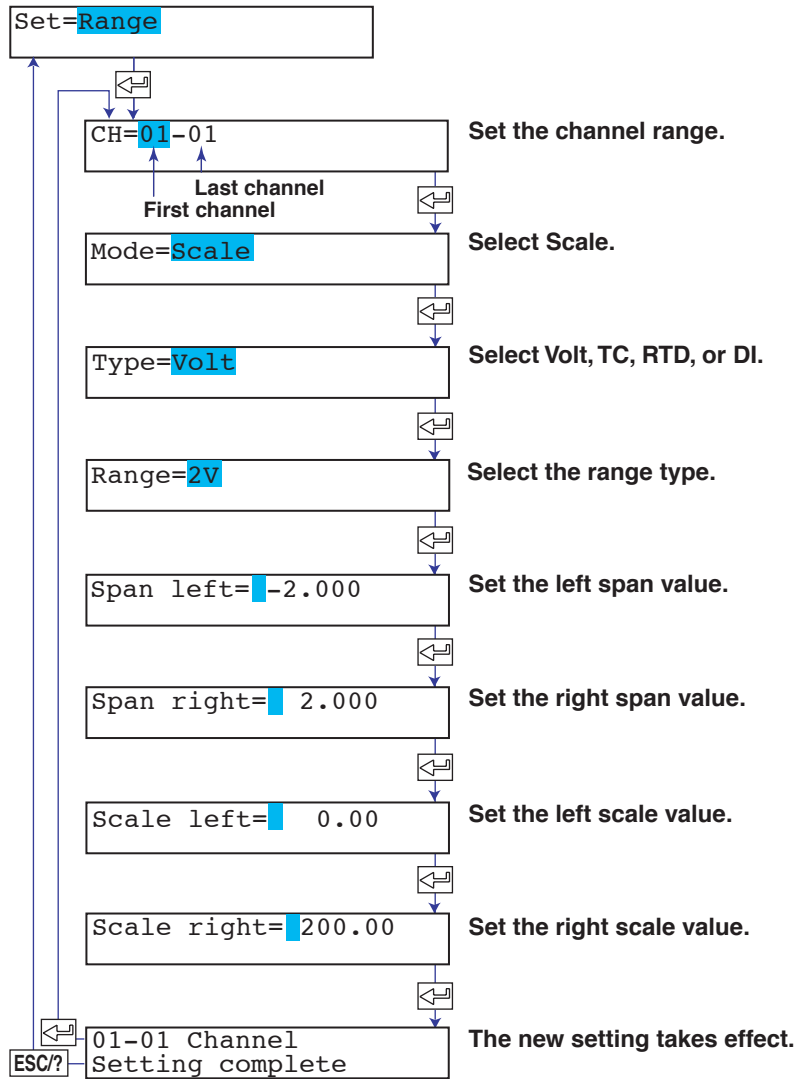 Set=Range
CH=01-01
Set the channel range.
Last channel
First channel
Mode=Scale
Select Scale.
Type=Volt
Select Volt, TC, RTD, or DI.
Range=2V
Select the range type.
Span left= -2.000
Set the left span value.
Span right= 2.000
Set the right span value.
Scale left= 0.00
Set the left scale value.
Scale right= 200.00
Set the right scale value.
01-01 Channel
The new setting takes effect.
ESC/?
Setting complete